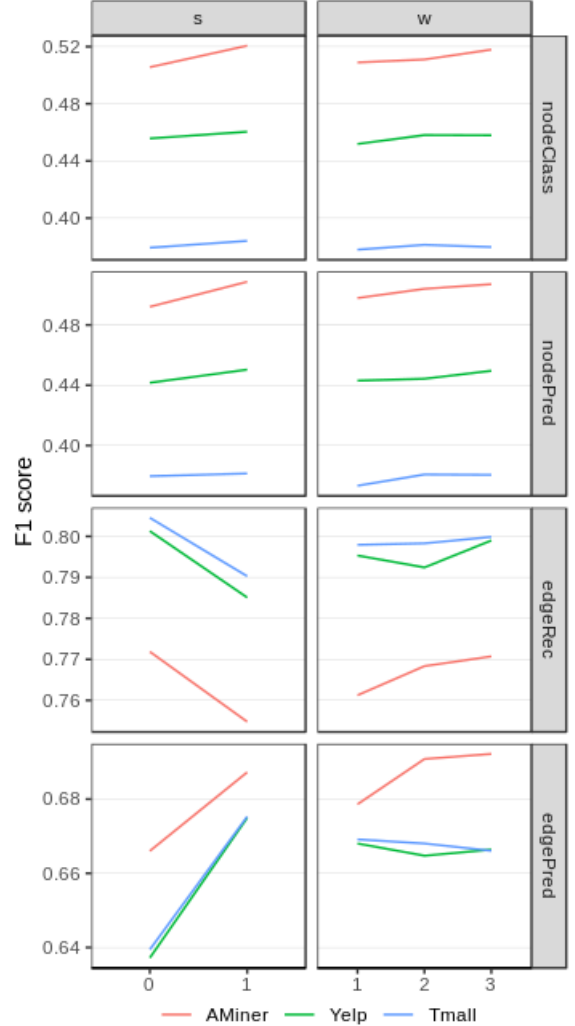 s w
0.52
0.48
0.44
0.40
nodeClass
0.48
0.44
0.40
nodePred
F1 score
0.80
0.79
0.78
0.77
0.76
edgeRec
0.68
0.66
0.64
edgePred
0 1 1 2 3
AMiner Yelp Tmall